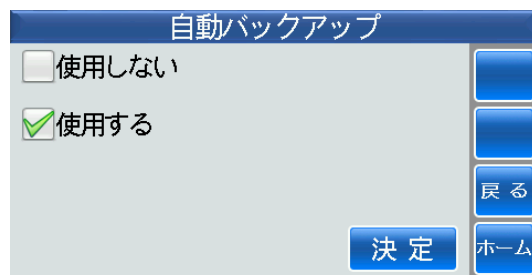 自動バックアップ
使用しない
使用する
戻る
決定
ホーム